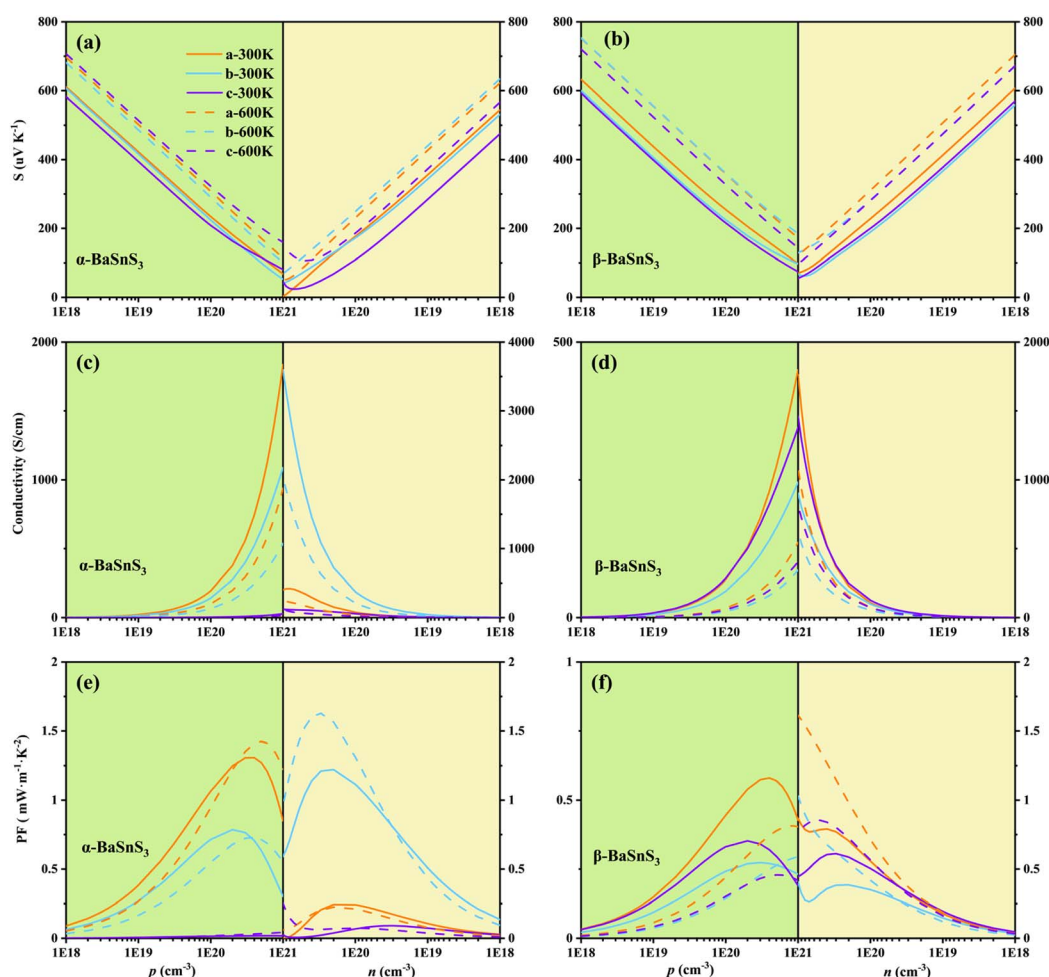 (a)
a-300K
b-300K
c-300K
a-600K
b-600K
c-600K
α-BaSnS₃
S (uV K⁻¹)
800
600
400
200
0
800
600
400
200
0
1E18 1E19 1E20 1E21 1E20 1E19 1E18
(b)
β-BaSnS₃
800
600
400
200
0
800
600
400
200
0
1E18 1E19 1E20 1E21 1E20 1E19 1E18
(c)
α-BaSnS₃
Conductivity (S/cm)
2000
1000
0
4000
3000
2000
1000
0
1E18 1E19 1E20 1E21 1E20 1E19 1E18
(d)
β-BaSnS₃
500
0
2000
1000
0
1E18 1E19 1E20 1E21 1E20 1E19 1E18
(e)
α-BaSnS₃
PF ( mW·m⁻¹·K⁻²)
2
1.5
1
0.5
0
2
1.5
1
0.5
0
1E18 1E19 1E20 1E21 1E20 1E19 1E18
p (cm⁻³) n (cm⁻³)
(f)
β-BaSnS₃
1
0.5
0
2
1.5
1
0.5
0
1E18 1E19 1E20 1E21 1E20 1E19 1E18
p (cm⁻³) n (cm⁻³)